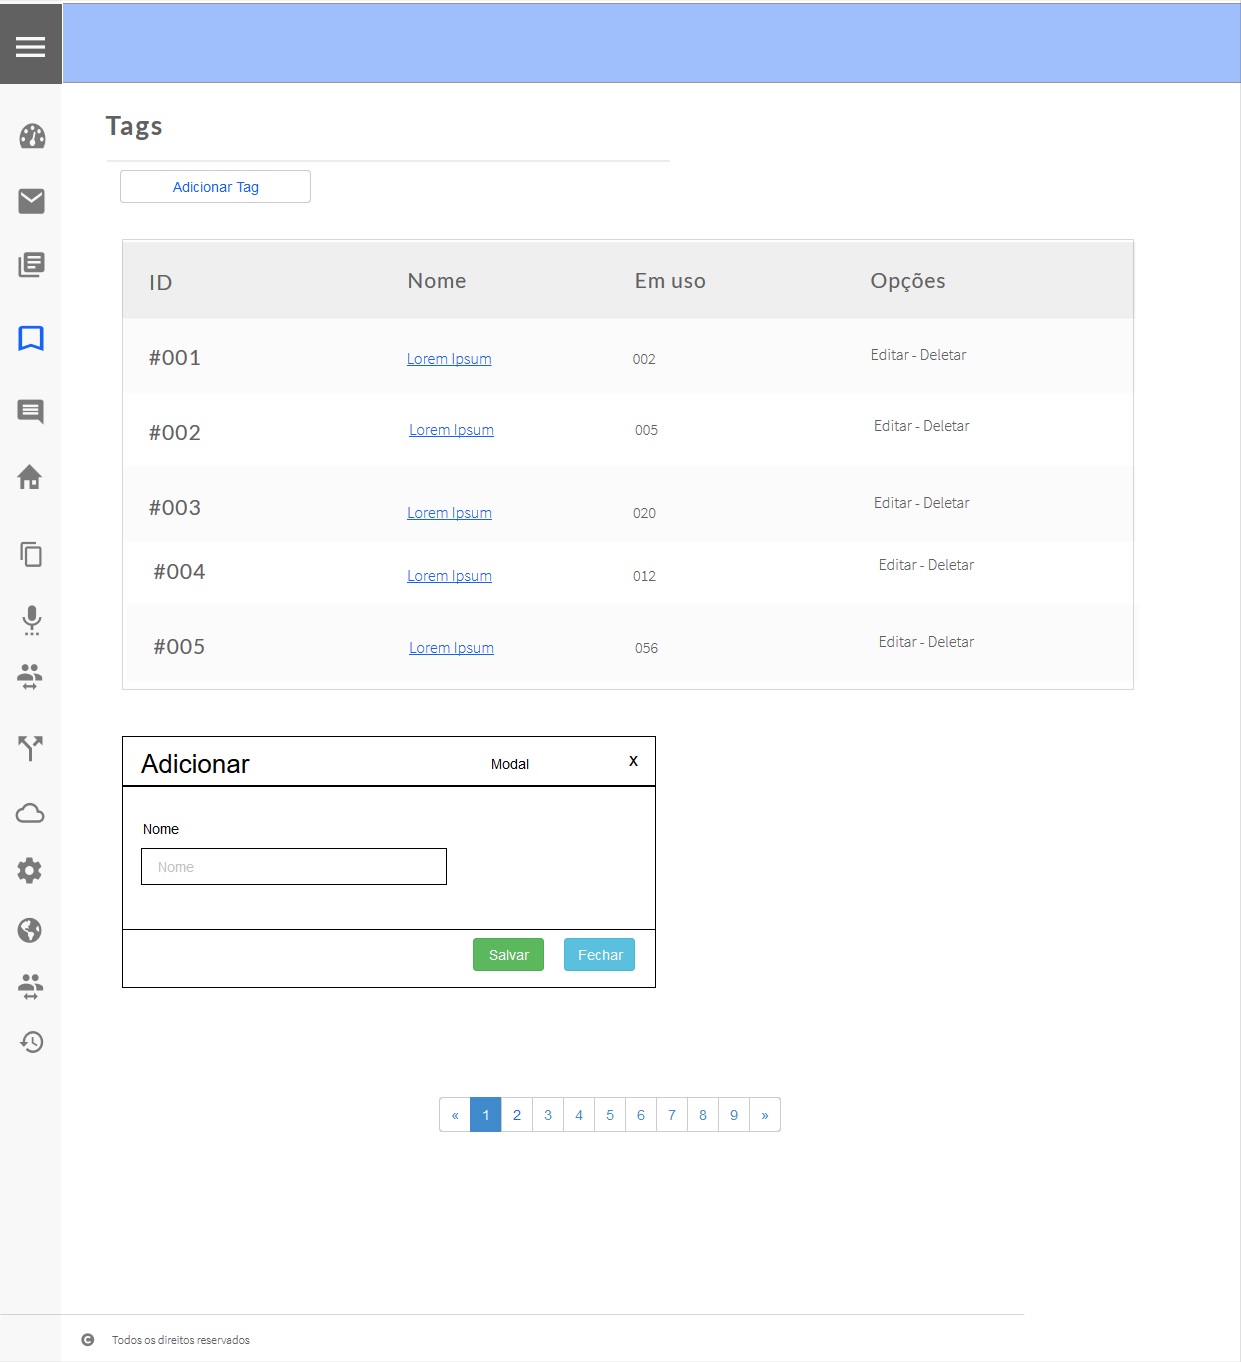 Tags
Adicionar Tag
ID Nome Em uso Opções
#001 Lorem Ipsum 002 Editar - Deletar
#002 Lorem Ipsum 005 Editar - Deletar
#003 Lorem Ipsum 020 Editar - Deletar
#004 Lorem Ipsum 012 Editar - Deletar
#005 Lorem Ipsum 056 Editar - Deletar
Adicionar Modal X
Nome
Nome
Salvar Fechar
« 1 2 3 4 5 6 7 8 9 »
© Todos os direitos reservados